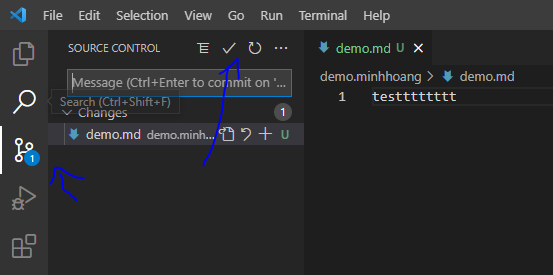 File Edit Selection View Go Run Terminal Help
SOURCE CONTROL
Message (Ctrl+Enter to commit on '...
Search (Ctrl+Shift+F)
Changes 1
demo.md demo.minh... U
1
demo.md U
demo.minhhoang > demo.md
1 testttttttt